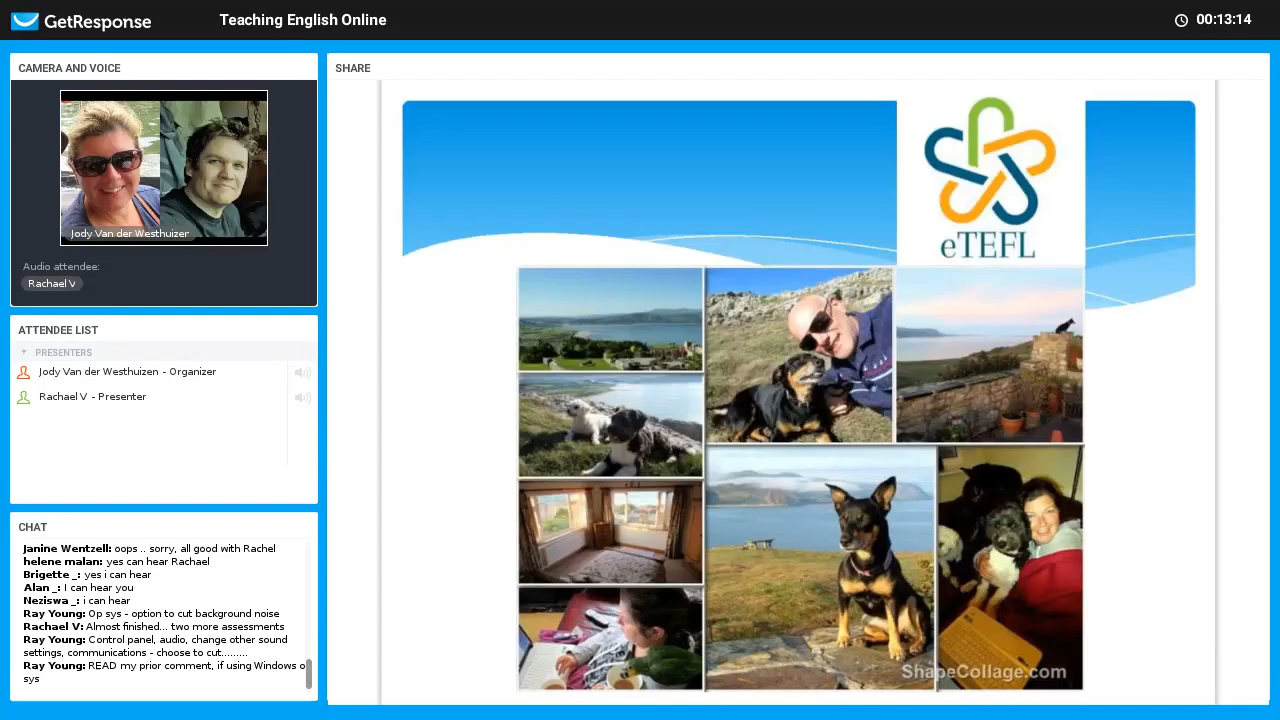 GetResponse
Teaching English Online
00:13:14
CAMERA AND VOICE
Jody Van der Westhuizen
Audio attendee:
Rachael V
ATTENDEE LIST
PRESENTERS
Jody Van der Westhuizen - Organizer
Rachael V - Presenter
CHAT
Janine Wentzell: oops .. sorry, all good with Rachel
helene malan: yes can hear Rachael
Brigette _: yes i can hear
Alan _: I can hear you
Neziswa _: i can hear
Ray Young: Op sys - option to cut background noise
Rachael V: Almost finished... two more assessments
Ray Young: Control panel, audio, change other sound
settings, communications - choose to cut.........
Ray Young: READ my prior comment, if using Windows o
sys
SHARE
eTEFL
ShapeCollage.com